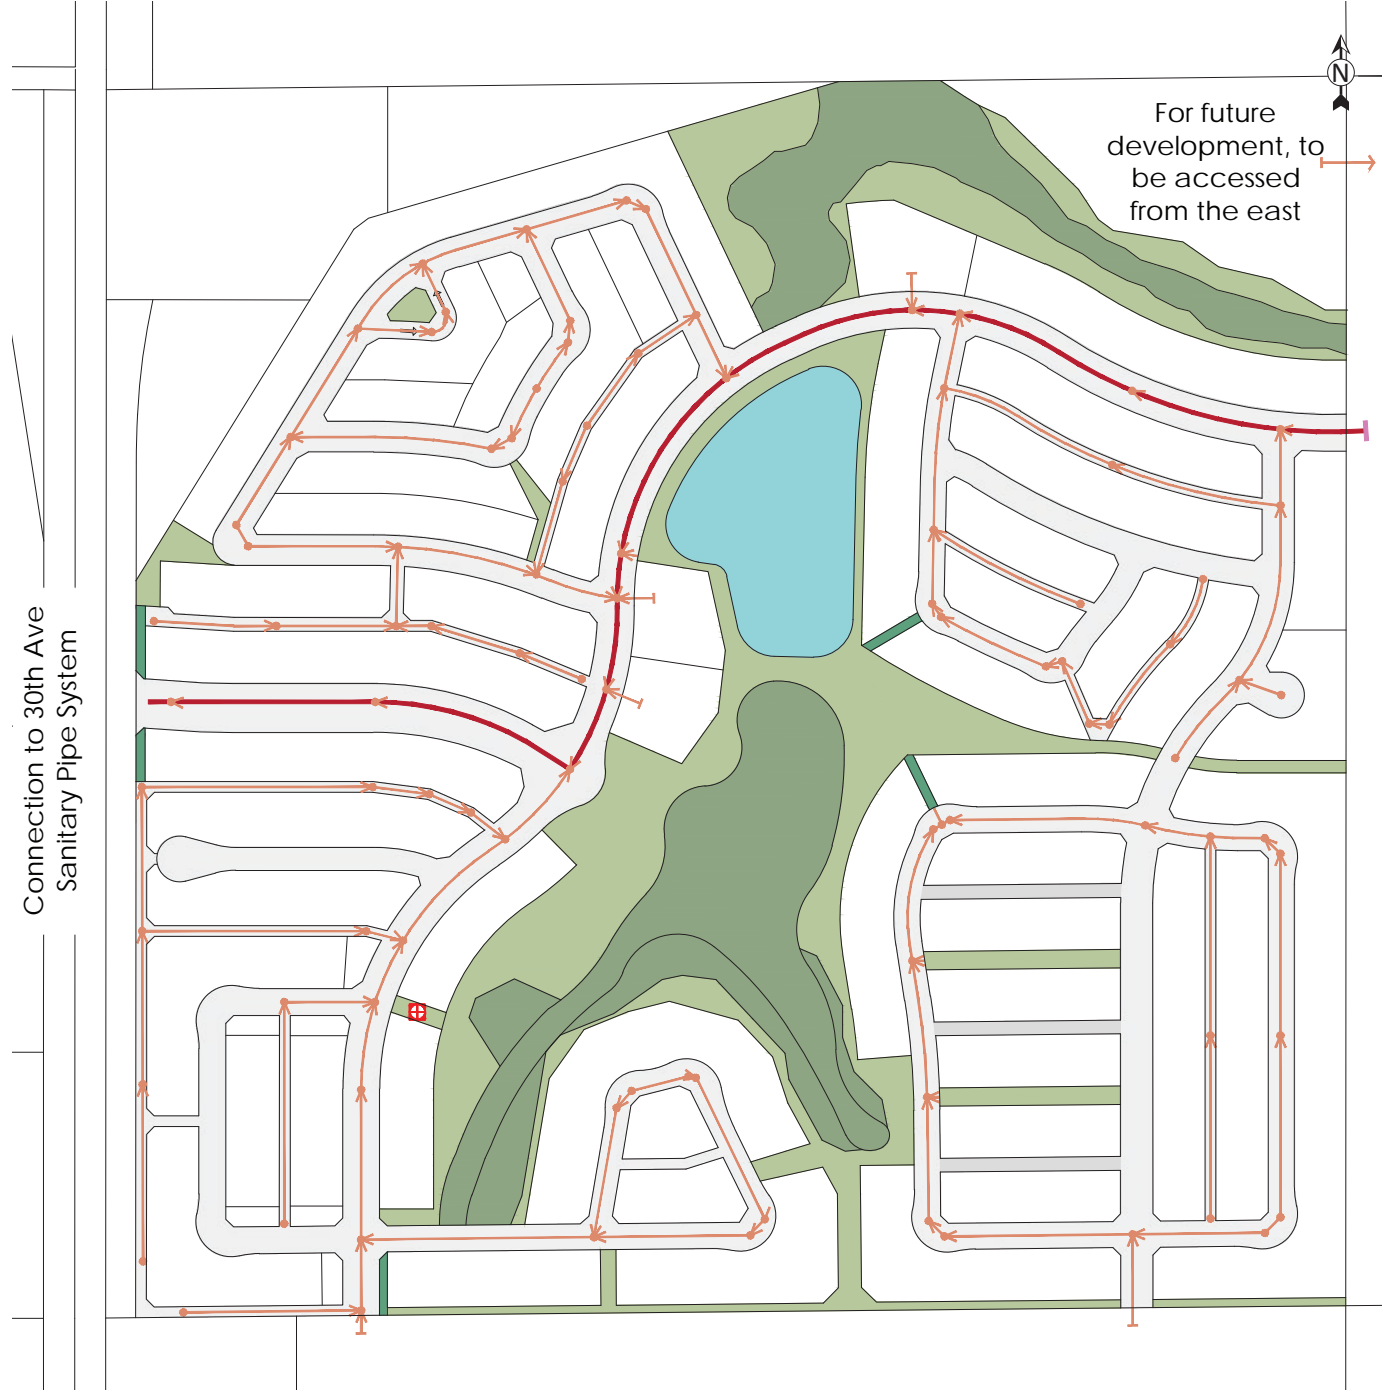 N
For future
development, to
be accessed
from the east
Connection to 30th Ave
Sanitary Pipe System